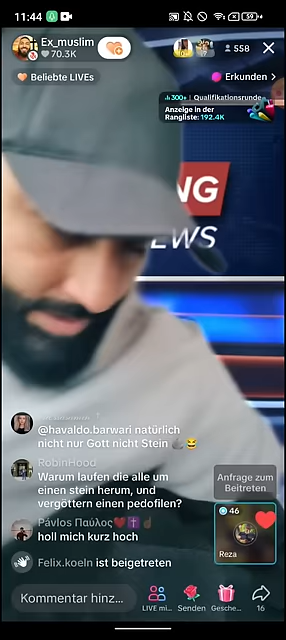 11:44
59
Ex_muslim
70.3K
558
Beliebte LIVEs
Erkunden >
300+ | Qualifikationsrunde
Anzeige in der
Rangliste: 192.4K
NG
EWS
@havaldo.barwari natürlich
nicht nur Gott nicht Stein 🪨😂
RobinHood
Warum laufen die alle um
einen stein herum, und
vergöttern einen pedofilen?
Pávlos Παύλος❤️✝️☝️
holl mich kurz hoch
Felix.koeln ist beigetreten
Anfrage zum
Beitreten
46
Reza
Kommentar hinz...
LIVE mi...
Senden
Gesche...
16